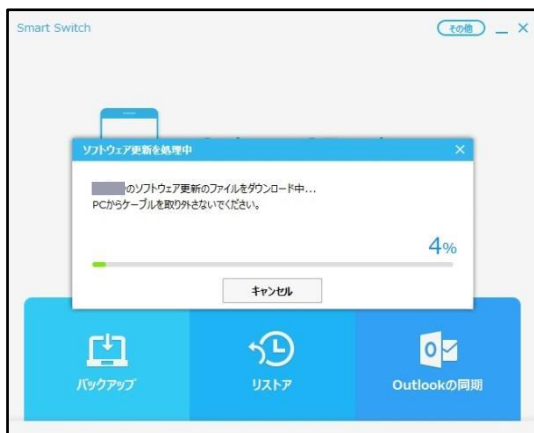 Smart Switch
その他
ソフトウェア更新を処理中
のソフトウェア更新のファイルをダウンロード中...
PCからケーブルを取り外さないでください。
4%
キャンセル
バックアップ
リストア
Outlookの同期